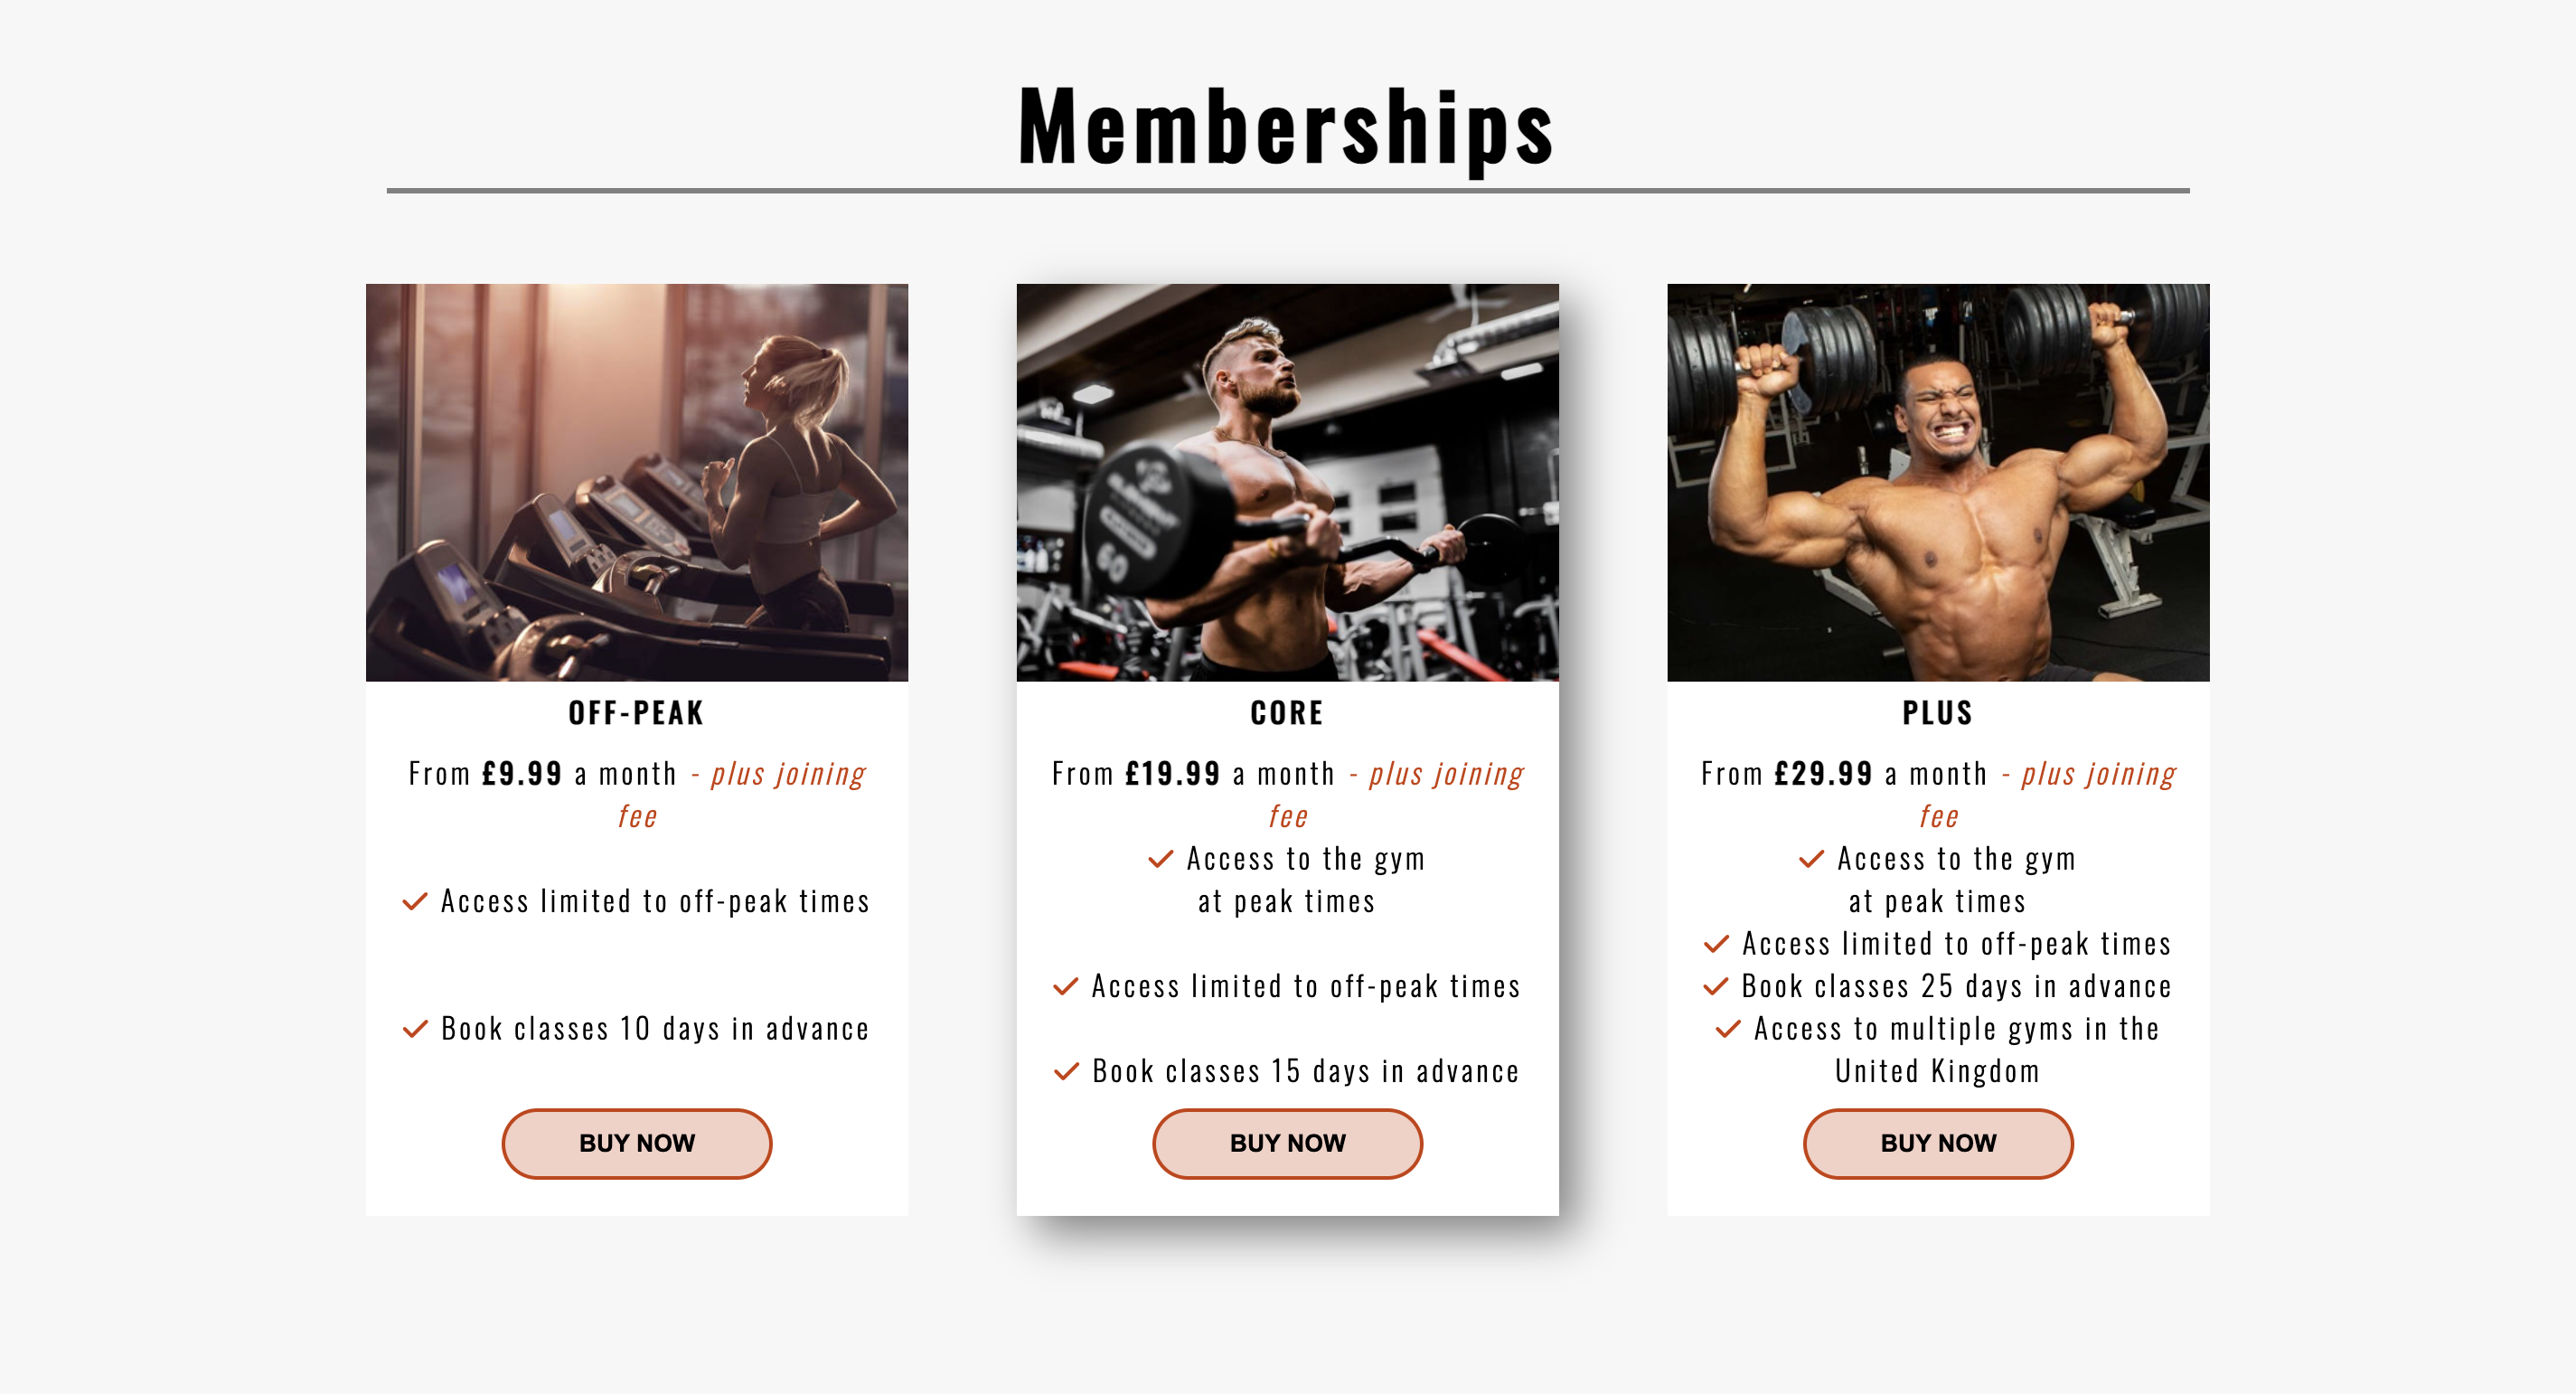 Memberships
60
OFF-PEAK
From £9.99 a month - plus joining
fee
Access limited to off-peak times
Book classes 10 days in advance
BUY NOW
CORE
From £19.99 a month - plus joining
fee
Access to the gym
at peak times
Access limited to off-peak times
Book classes 15 days in advance
BUY NOW
PLUS
From £29.99 a month - plus joining
fee
Access to the gym
at peak times
Access limited to off-peak times
Book classes 25 days in advance
Access to multiple gyms in the
United Kingdom
BUY NOW